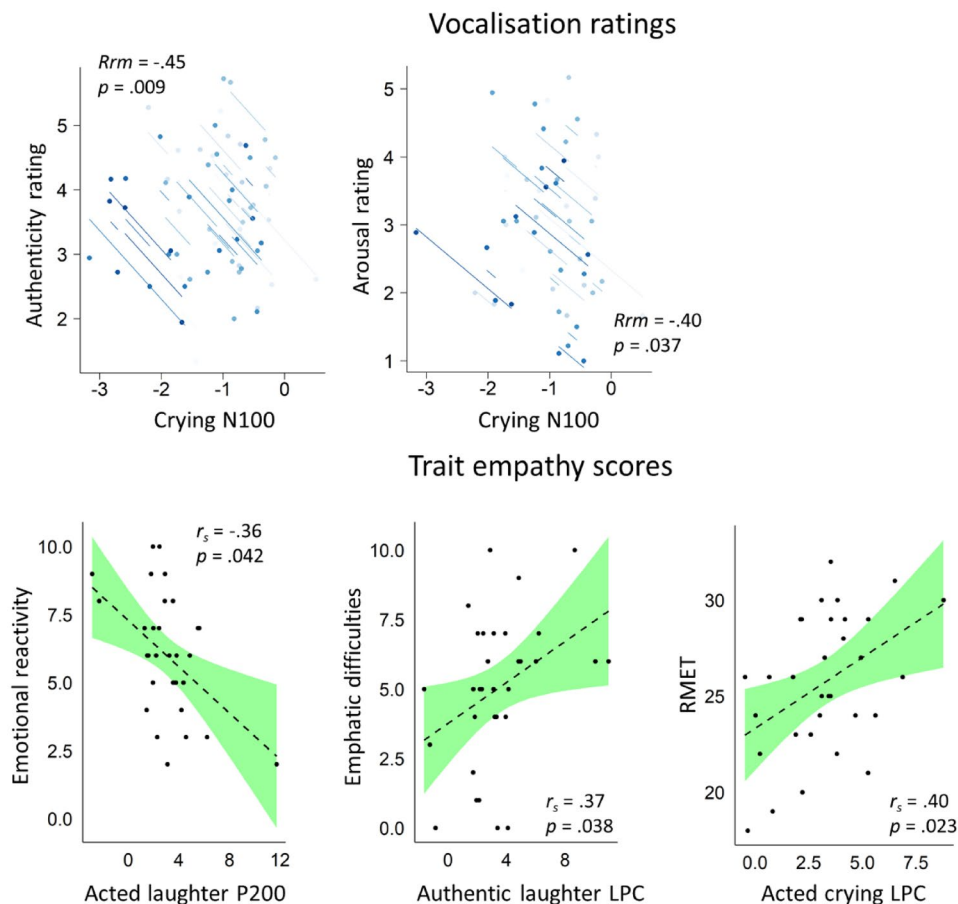 Vocalisation ratings
Rrm = -.45
p = .009
Authenticity rating
5
4
3
2
-3 -2 -1 0
Crying N100
Arousal rating
5
4
3
2
1
Rrm = -.40
p = .037
-3 -2 -1 0
Crying N100
Trait empathy scores
Emotional reactivity
10.0
7.5
5.0
2.5
0.0
rs = -.36
p = .042
0 4 8 12
Acted laughter P200
Emphatic difficulties
10.0
7.5
5.0
2.5
0.0
rs = .37
p = .038
0 4 8
Authentic laughter LPC
RMET
30
25
20
rs = .40
p = .023
0.0 2.5 5.0 7.5
Acted crying LPC